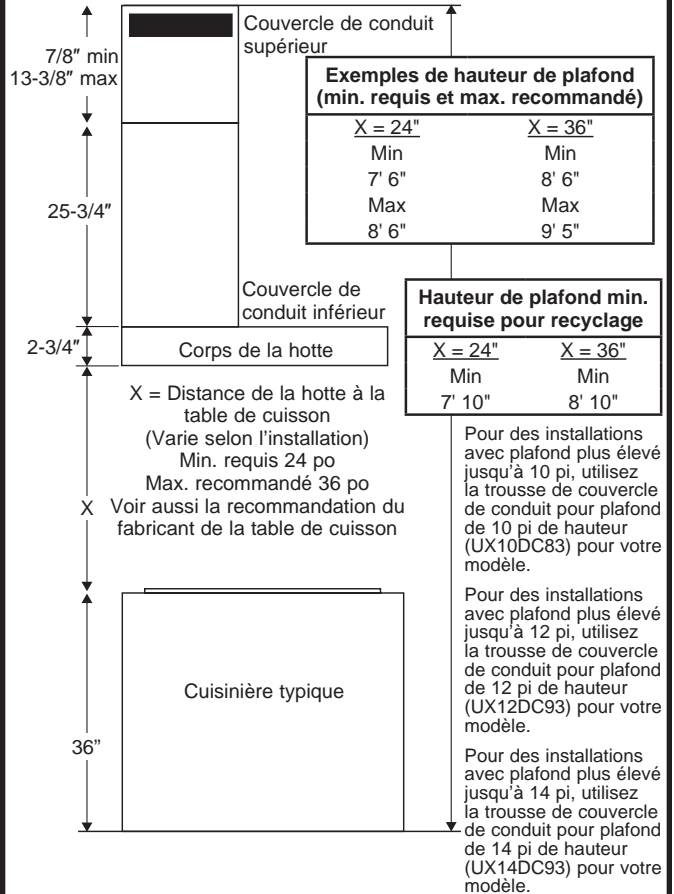 Couvercle de conduit
supérieur
7/8″ min
13-3/8″ max
Exemples de hauteur de plafond
(min. requis et max. recommandé)
X = 24" X = 36"
Min Min
7' 6" 8' 6"
Max Max
8' 6" 9' 5"
25-3/4″
Couvercle de
conduit inférieur
Hauteur de plafond min.
requise pour recyclage
X = 24" X = 36"
Min Min
7' 10" 8' 10"
2-3/4″
Corps de la hotte
X = Distance de la hotte à la
table de cuisson
(Varie selon l’installation)
Min. requis 24 po
Max. recommandé 36 po
Voir aussi la recommandation du
fabricant de la table de cuisson
X
Pour des installations
avec plafond plus élevé
jusqu’à 10 pi, utilisez
la trousse de couvercle
de conduit pour plafond
de 10 pi de hauteur
(UX10DC83) pour votre
modèle.
Pour des installations
avec plafond plus élevé
jusqu’à 12 pi, utilisez
la trousse de couvercle
de conduit pour plafond
de 12 pi de hauteur
(UX12DC93) pour votre
modèle.
Pour des installations
avec plafond plus élevé
jusqu’à 14 pi, utilisez
la trousse de couvercle
de conduit pour plafond
de 14 pi de hauteur
(UX14DC93) pour votre
modèle.
Cuisinière typique
36”